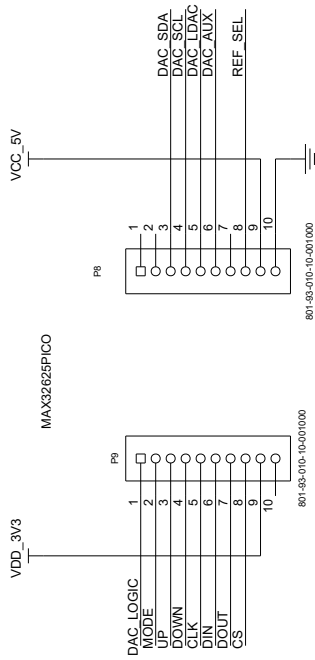 VDD_3V3
MAX32625PICO
VCC_5V
P9
DAC_LOGIC 1
MODE 2
UP 3
DOWN 4
CLK 5
DIN 6
DOUT 7
CS 8
9
10
801-93-010-10-001000
P8
1
2
3 DAC_SDA
4 DAC_SCL
5 DAC_LDAC
6 DAC_AUX
7
8 REF_SEL
9
10
801-93-010-10-001000